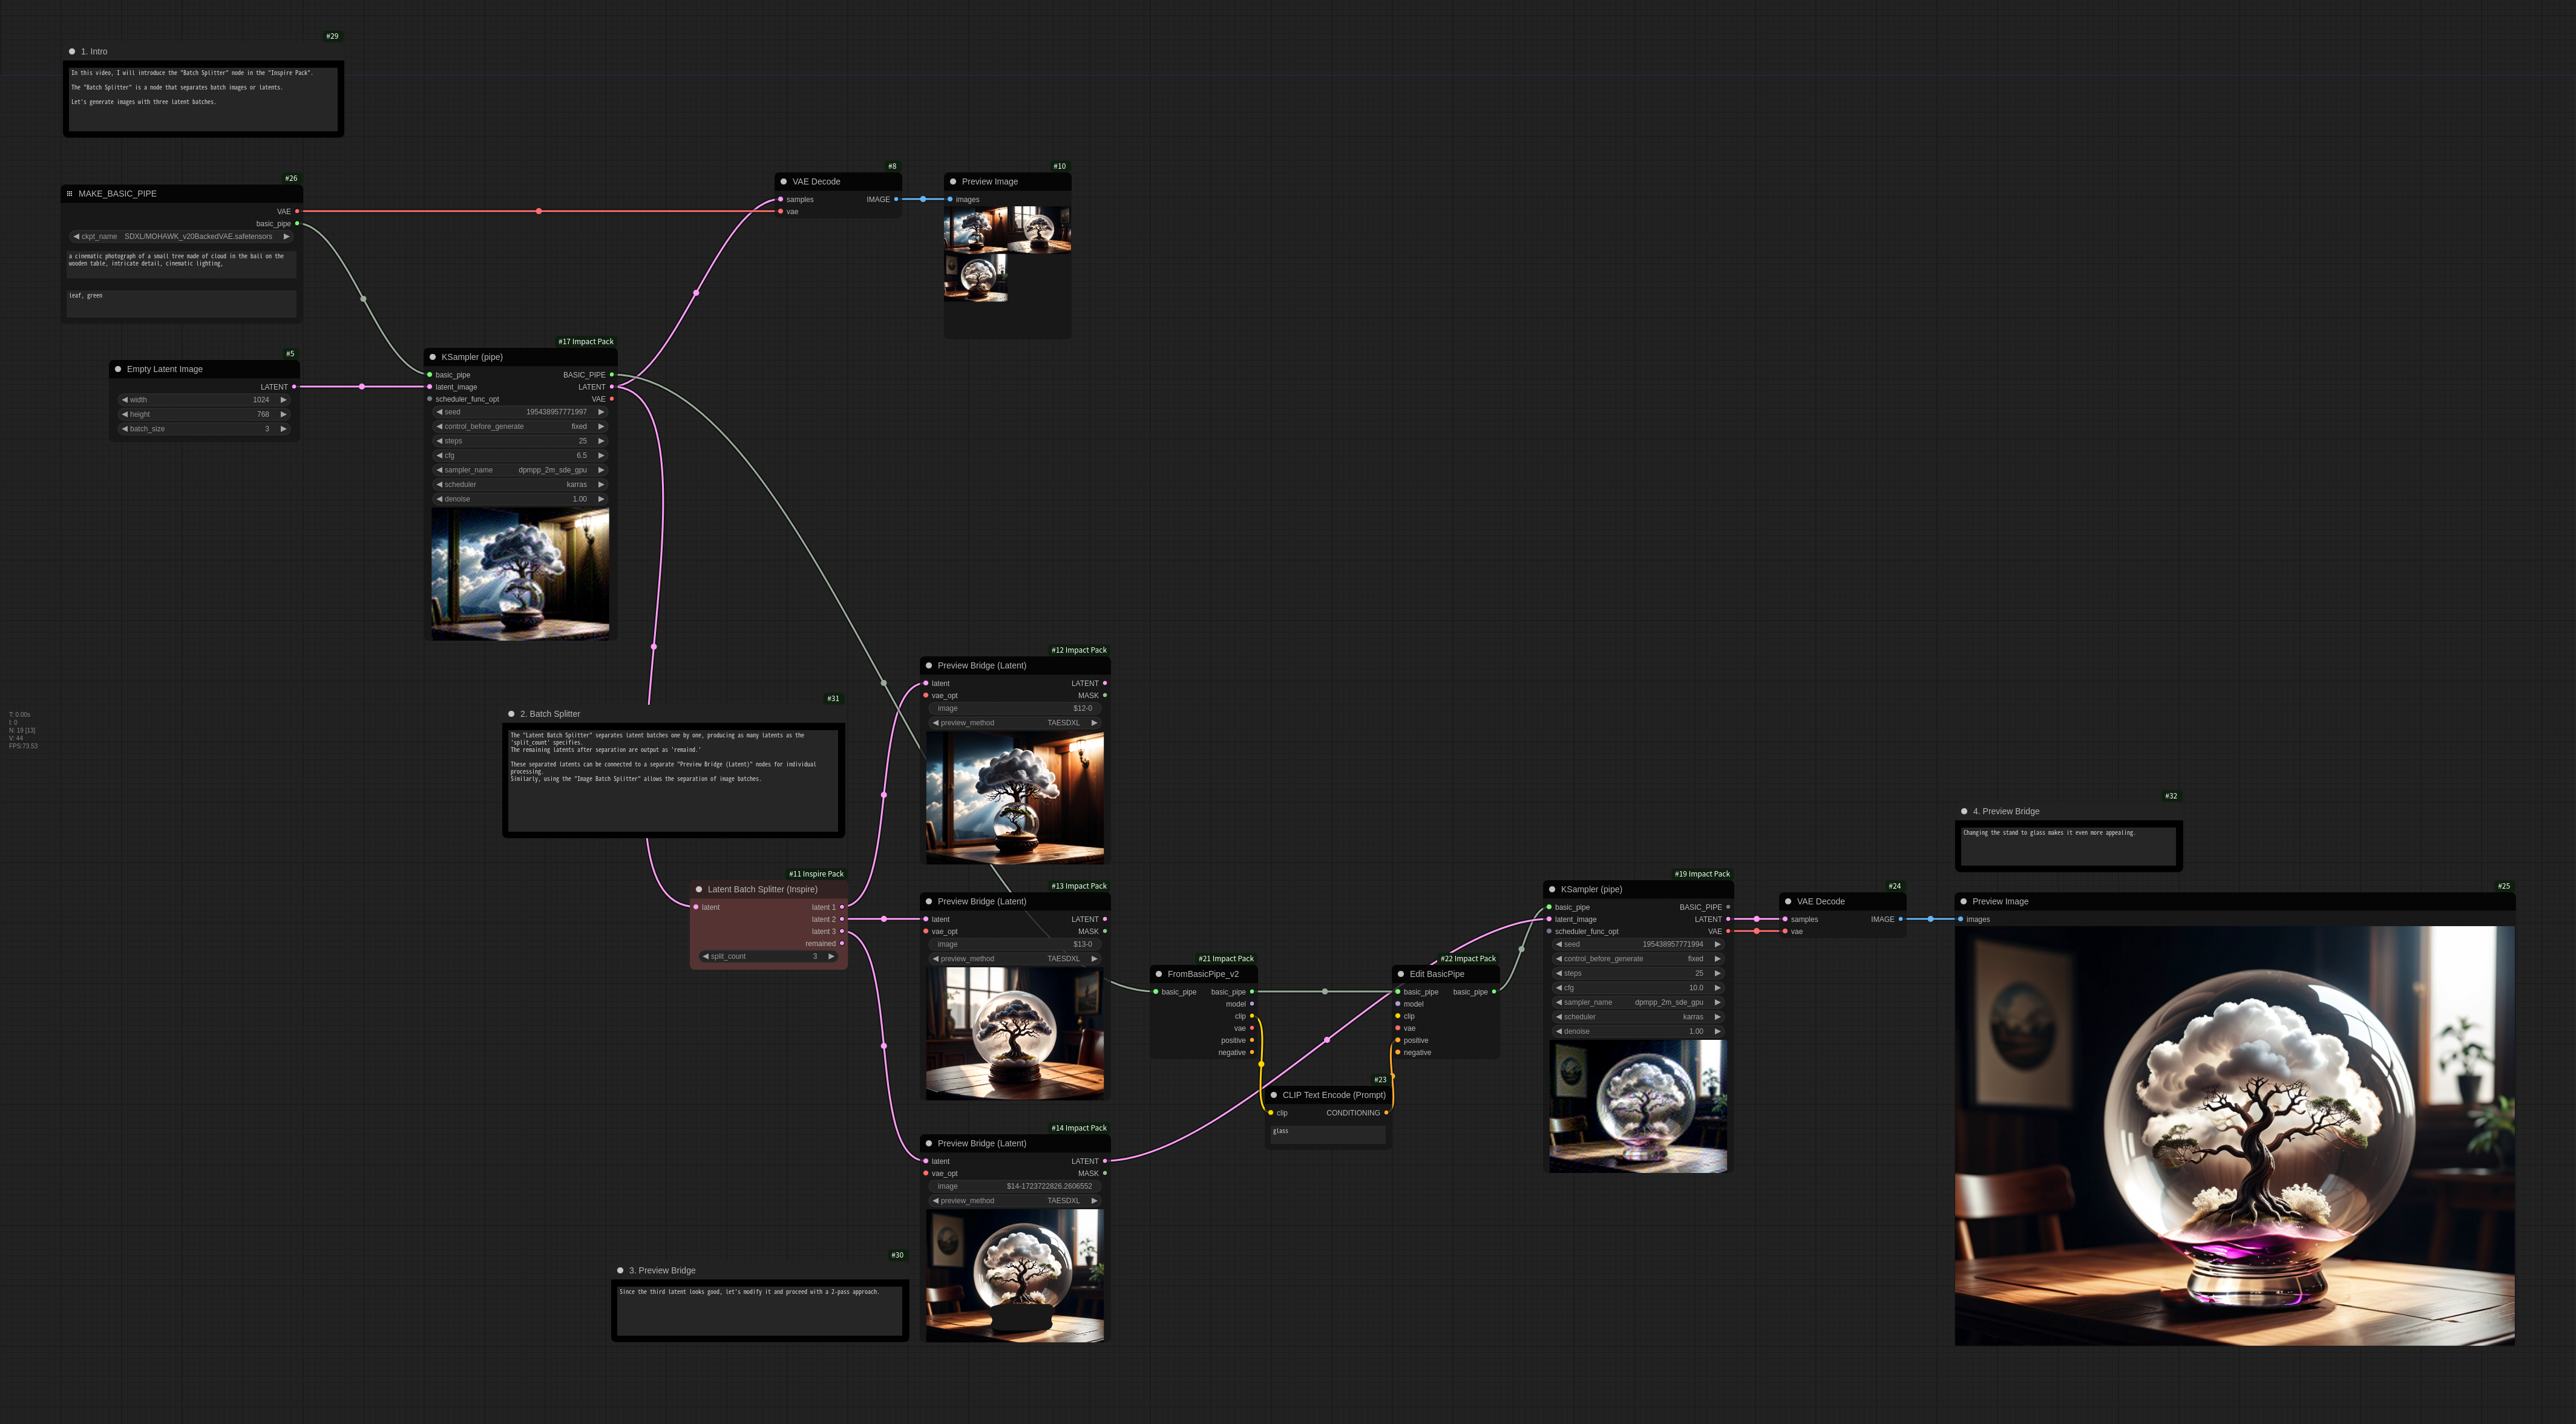 #29
1. Intro
In this video, I will introduce the "Batch Splitter" node in the "Inspire Pack".
The "Batch Splitter" is a node that separates batch images or latents.
Let's generate images with three latent batches.
#26
MAKE_BASIC_PIPE
VAE
basic_pipe
ckpt_name SDXL/MOHAWK_v20BackedVAE.safetensors
a cinematic photograph of a small tree made of cloud in the ball on the
wooden table, intricate detail, cinematic lighting,
leaf, green
#5
Empty Latent Image
LATENT
width 1024
height 768
batch_size 3
#17 Impact Pack
KSampler (pipe)
basic_pipe BASIC_PIPE
latent_image LATENT
scheduler_func_opt VAE
seed 195438957771997
control_before_generate fixed
steps 25
cfg 6.5
sampler_name dpmpp_2m_sde_gpu
scheduler karras
denoise 1.00
#8
VAE Decode
samples IMAGE
vae
#10
Preview Image
images
T: 0.00s
I: 0
N: 19 [13]
V: 44
FPS:73.53
#31
2. Batch Splitter
The "Latent Batch Splitter" separates latent batches one by one, producing as many latents as the
'split_count' specifies.
The remaining latents after separation are output as 'remaind.'
These separated latents can be connected to a separate "Preview Bridge (Latent)" nodes for individual
processing.
Similarly, using the "Image Batch Splitter" allows the separation of image batches.
#11 Inspire Pack
Latent Batch Splitter (Inspire)
latent latent 1
latent 2
latent 3
remained
split_count 3
#12 Impact Pack
Preview Bridge (Latent)
latent LATENT
vae_opt MASK
image $12-0
preview_method TAESDXL
#13 Impact Pack
Preview Bridge (Latent)
latent LATENT
vae_opt MASK
image $13-0
preview_method TAESDXL
#14 Impact Pack
Preview Bridge (Latent)
latent LATENT
vae_opt MASK
image $14-1723722826.2606552
preview_method TAESDXL
#30
3. Preview Bridge
Since the third latent looks good, let's modify it and proceed with a 2-pass approach.
#21 Impact Pack
FromBasicPipe_v2
basic_pipe basic_pipe
model
clip
vae
positive
negative
#22 Impact Pack
Edit BasicPipe
basic_pipe basic_pipe
model
clip
vae
positive
negative
#23
CLIP Text Encode (Prompt)
clip CONDITIONING
glass
#19 Impact Pack
KSampler (pipe)
basic_pipe BASIC_PIPE
latent_image LATENT
scheduler_func_opt VAE
seed 195438957771994
control_before_generate fixed
steps 25
cfg 10.0
sampler_name dpmpp_2m_sde_gpu
scheduler karras
denoise 1.00
#24
VAE Decode
samples IMAGE
vae
#32
4. Preview Bridge
Changing the stand to glass makes it even more appealing.
#25
Preview Image
images